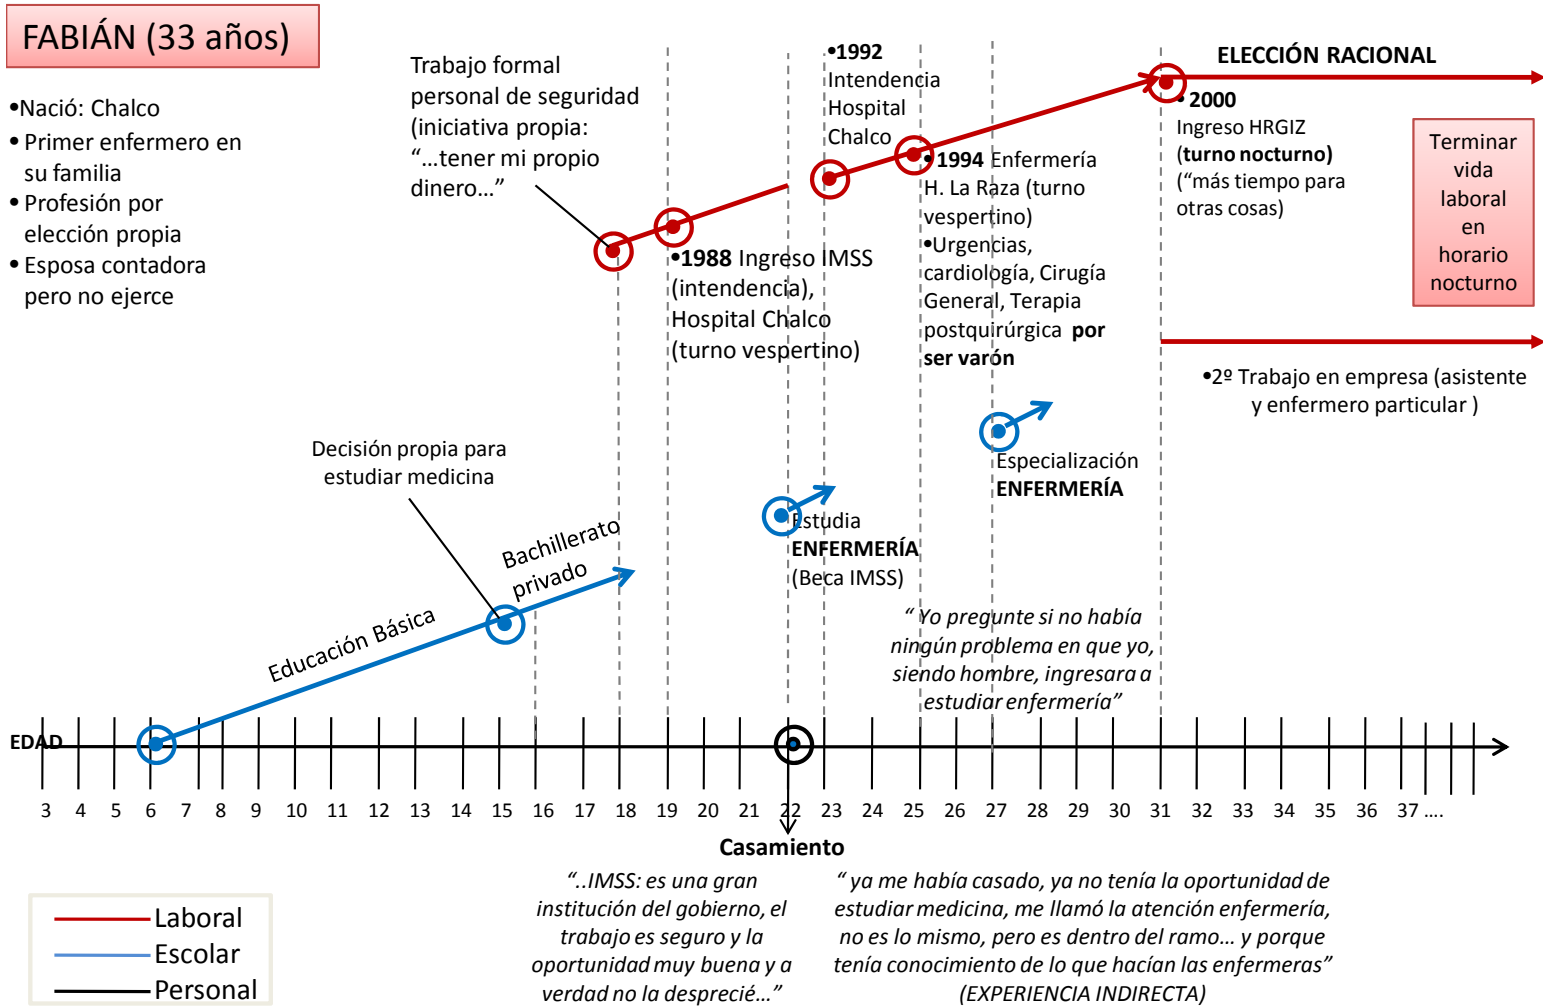 FABIÁN (33 años)
•Nació: Chalco
• Primer enfermero en
su familia
• Profesión por
elección propia
• Esposa contadora
pero no ejerce
Trabajo formal
personal de seguridad
(iniciativa propia:
“...tener mi propio
dinero...”
•1992
Intendencia
Hospital
Chalco
ELECCIÓN RACIONAL
• 2000
Ingreso HRGIZ
(turno nocturno)
(“más tiempo para
otras cosas)
Terminar
vida
laboral
en
horario
nocturno
•1988 Ingreso IMSS
(intendencia),
Hospital Chalco
(turno vespertino)
• 1994 Enfermería
H. La Raza (turno
vespertino)
•Urgencias,
cardiología, Cirugía
General, Terapia
postquirúrgica por
ser varón
•2º Trabajo en empresa (asistente
y enfermero particular )
Decisión propia para
estudiar medicina
Educación Básica
Bachillerato
privado
Estudia
ENFERMERÍA
(Beca IMSS)
Especialización
ENFERMERÍA
“ Yo pregunte si no había
ningún problema en que yo,
siendo hombre, ingresara a
estudiar enfermería”
EDAD
3 4 5 6 7 8 9 10 11 12 13 14 15 16 17 18 19 20 21 22 23 24 25 26 27 28 29 30 31 32 33 34 35 36 37 ....
Casamiento
“..IMSS: es una gran
institución del gobierno, el
trabajo es seguro y la
oportunidad muy buena y a
verdad no la desprecié...”
“ ya me había casado, ya no tenía la oportunidad de
estudiar medicina, me llamó la atención enfermería,
no es lo mismo, pero es dentro del ramo... y porque
tenía conocimiento de lo que hacían las enfermeras”
(EXPERIENCIA INDIRECTA)
Laboral
Escolar
Personal